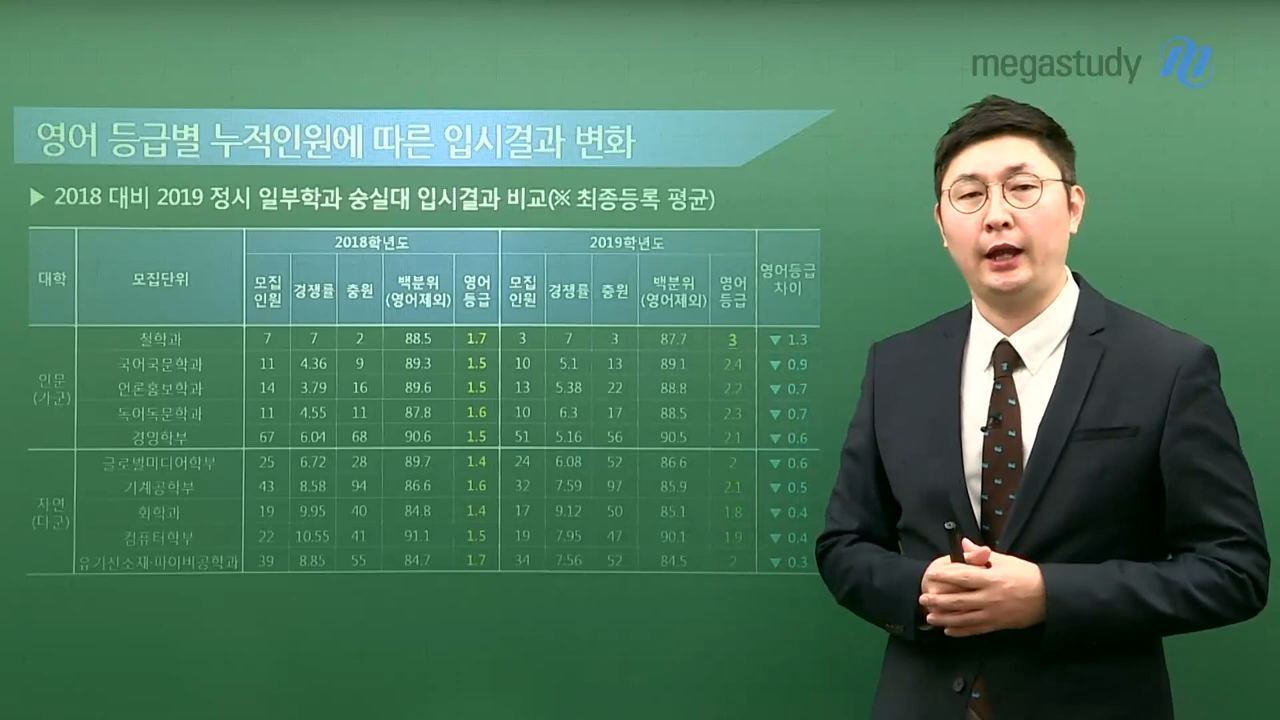 megastudy
영어 등급별 누적인원에 따른 입시결과 변화
▶ 2018 대비 2019 정시 일부학과 숭실대 입시결과 비교(※ 최종등록 평균)
대학 모집단위 2018학년도 2019학년도 영어등급 차이
모집인원 경쟁률 충원 백분위(영어제외) 영어등급 모집인원 경쟁률 충원 백분위(영어제외) 영어등급
인문(가군)
철학과 7 7 2 88.5 1.7 3 7 3 87.7 3 ▼ 1.3
국어국문학과 11 4.36 9 89.3 1.5 10 5.1 13 89.1 2.4 ▼ 0.9
언론홍보학과 14 3.79 16 89.6 1.5 13 5.38 22 88.8 2.2 ▼ 0.7
독어독문학과 11 4.55 11 87.8 1.6 10 6.3 17 88.5 2.3 ▼ 0.7
경영학부 67 6.04 68 90.6 1.5 51 5.16 56 90.5 2.1 ▼ 0.6
자연(다군)
글로벌미디어학부 25 6.72 28 89.7 1.4 24 6.08 52 86.6 2 ▼ 0.6
기계공학부 43 8.58 94 86.6 1.6 32 7.59 97 85.9 2.1 ▼ 0.5
화학과 19 9.95 40 84.8 1.4 17 9.12 50 85.1 1.8 ▼ 0.4
컴퓨터학부 22 10.55 41 91.1 1.5 19 7.95 47 90.1 1.9 ▼ 0.4
유기신소재·파이버공학과 39 8.85 55 84.7 1.7 34 7.56 52 84.5 2 ▼ 0.3